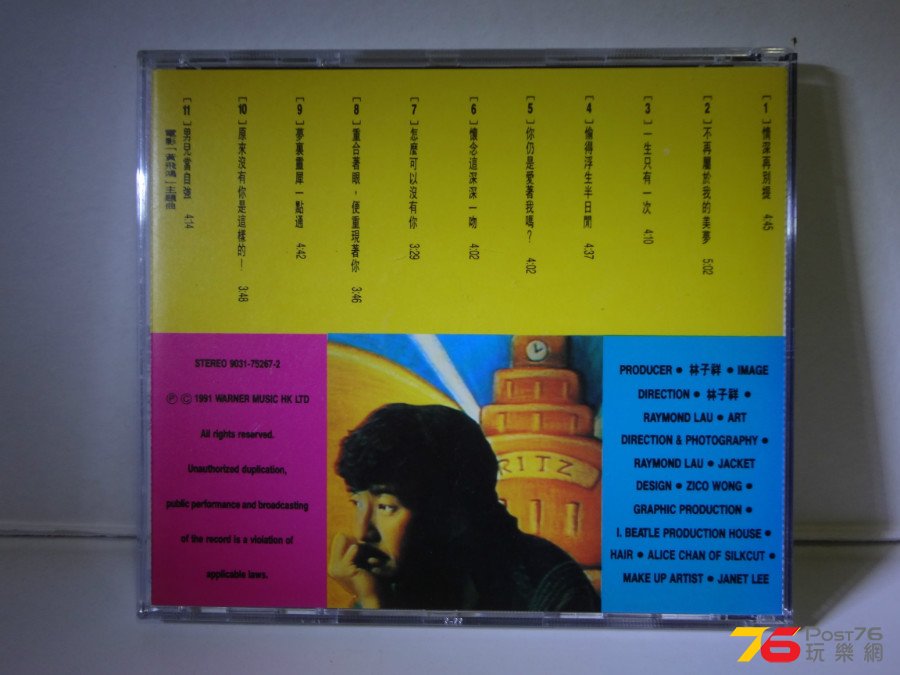 [ 1 ] 情深再別提 4:45
[ 2 ] 不再屬於我的美夢 5:02
[ 3 ] 一生只有一次 4:10
[ 4 ] 偷得浮生半日閒 4:37
[ 5 ] 你仍是愛著我嗎? 4:02
[ 6 ] 懷念這深深一吻 4:02
[ 7 ] 怎麼可以沒有你 3:29
[ 8 ] 重合著眼,便重現著你 3:46
[ 9 ] 夢裏靈犀一點通 4:42
[ 10 ] 原來沒有你是這樣的! 3:48
[ 11 ] 男兒當自強 4:14
電影「黃飛鴻」主題曲
STEREO 9031-75267-2
Ⓟ Ⓒ 1991 WARNER MUSIC HK LTD
All rights reserved.
Unauthorized duplication,
public performance and broadcasting
of the record is a violation of
applicable laws.
RITZ
PRODUCER • 林子祥 • IMAGE
DIRECTION • 林子祥 •
RAYMOND LAU • ART
DIRECTION & PHOTOGRAPHY •
RAYMOND LAU • JACKET
DESIGN • ZICO WONG •
GRAPHIC PRODUCTION •
I. BEATLE PRODUCTION HOUSE •
HAIR • ALICE CHAN OF SILKCUT •
MAKE UP ARTIST • JANET LEE
76 Post76
玩樂網